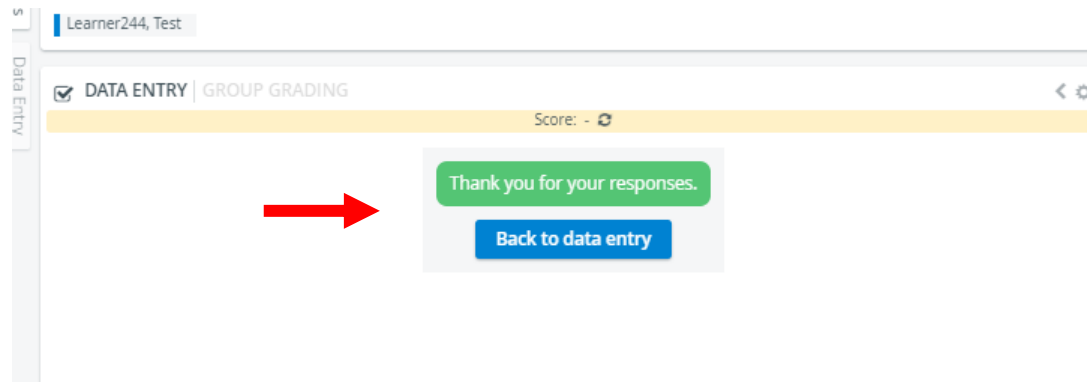 Learner244, Test
Data Entry
DATA ENTRY GROUP GRADING
Score: -
Thank you for your responses.
Back to data entry